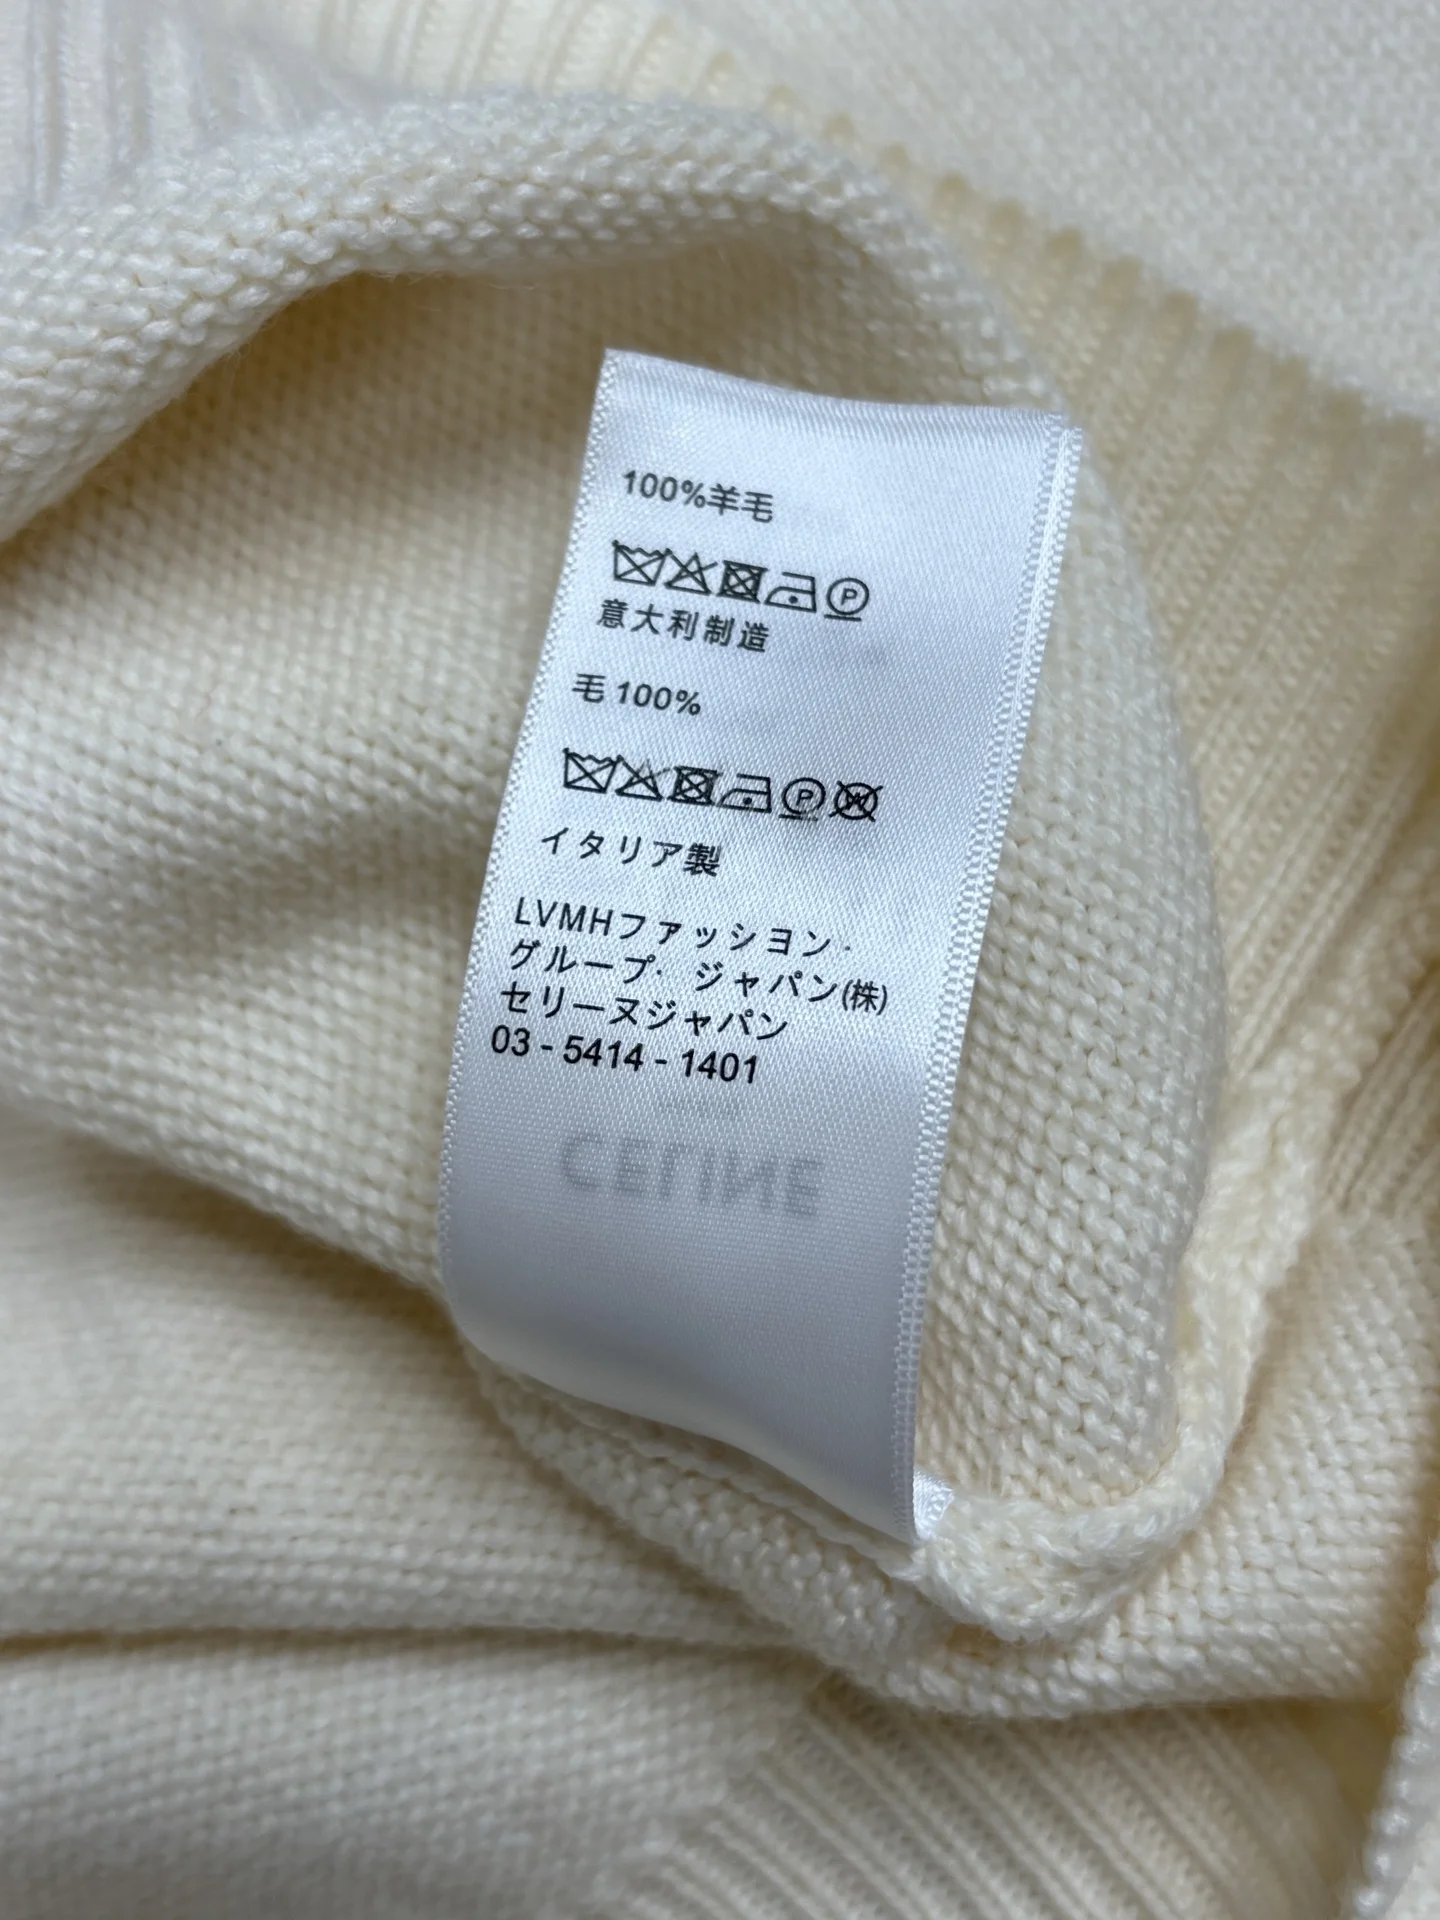 100%羊毛
P
意大利制造
毛 100%
P W
イタリア製
LVMHファッション・
グループ・ ジャパン(株)
セリーヌジャパン
03 - 5414 - 1401
CELINE